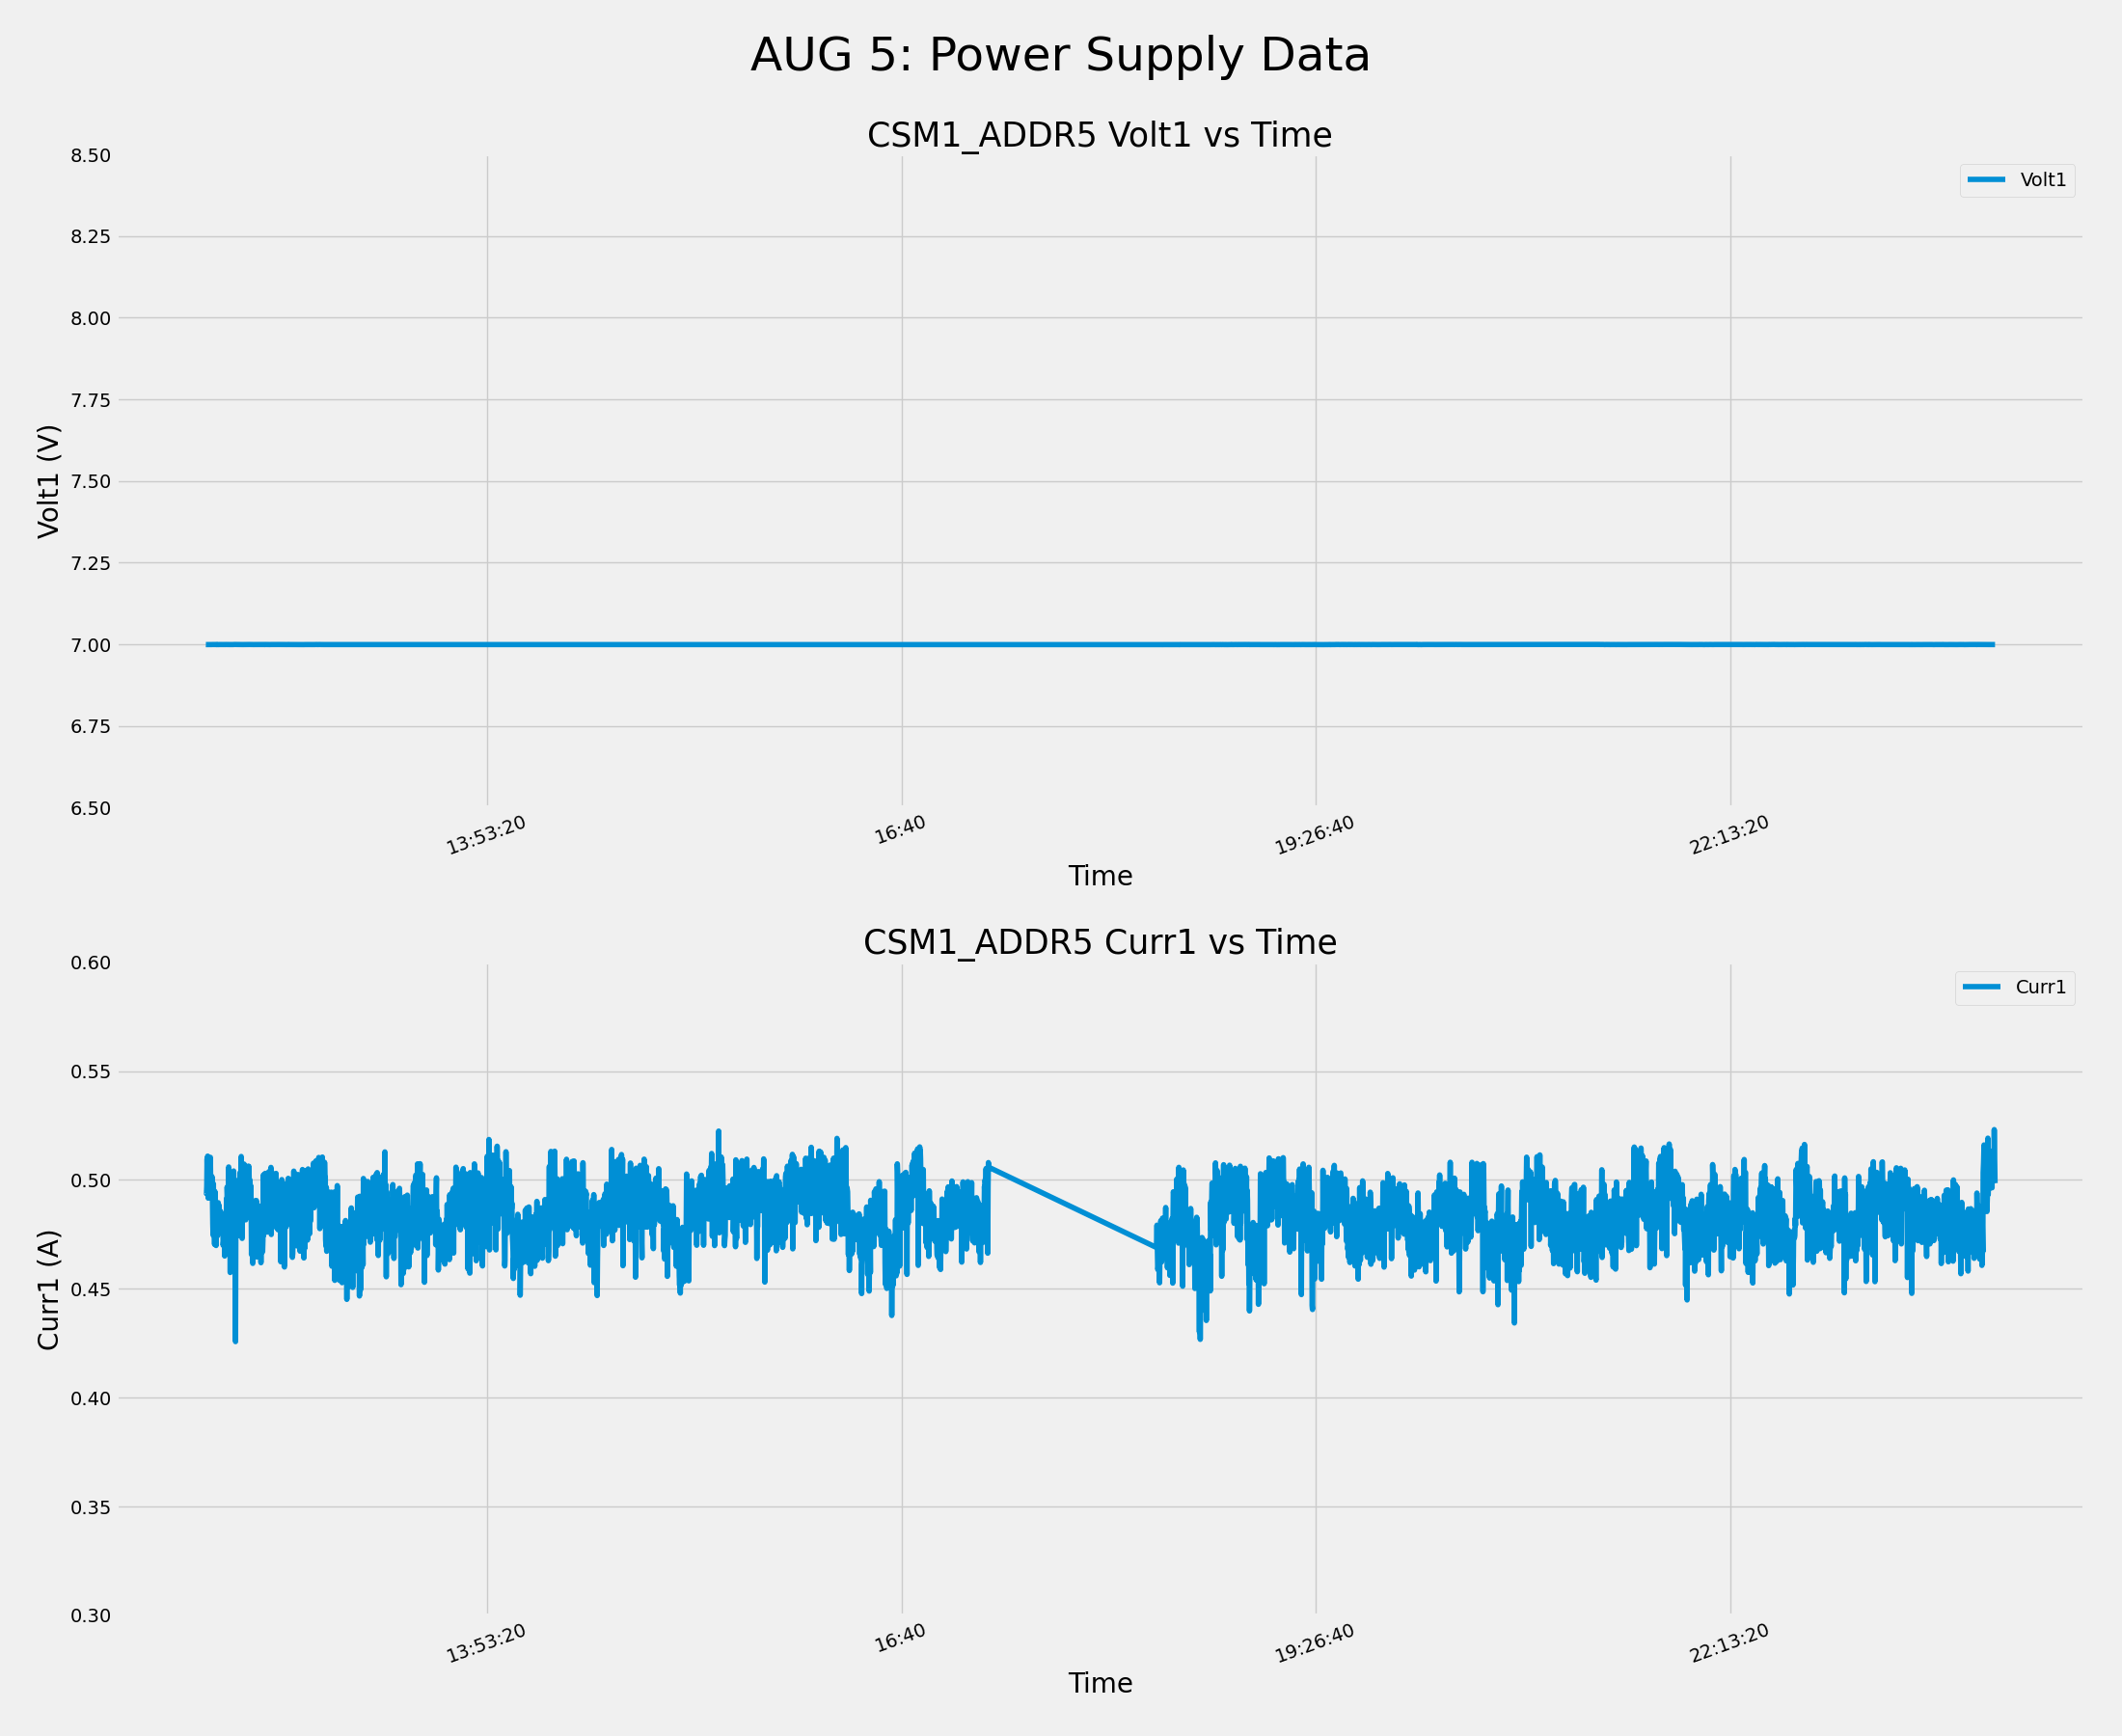 AUG 5: Power Supply Data
CSM1_ADDR5 Volt1 vs Time
Volt1
Volt1 (V)
8.50
8.25
8.00
7.75
7.50
7.25
7.00
6.75
6.50
13:53:20
16:40
19:26:40
22:13:20
Time
CSM1_ADDR5 Curr1 vs Time
Curr1
Curr1 (A)
0.60
0.55
0.50
0.45
0.40
0.35
0.30
13:53:20
16:40
19:26:40
22:13:20
Time